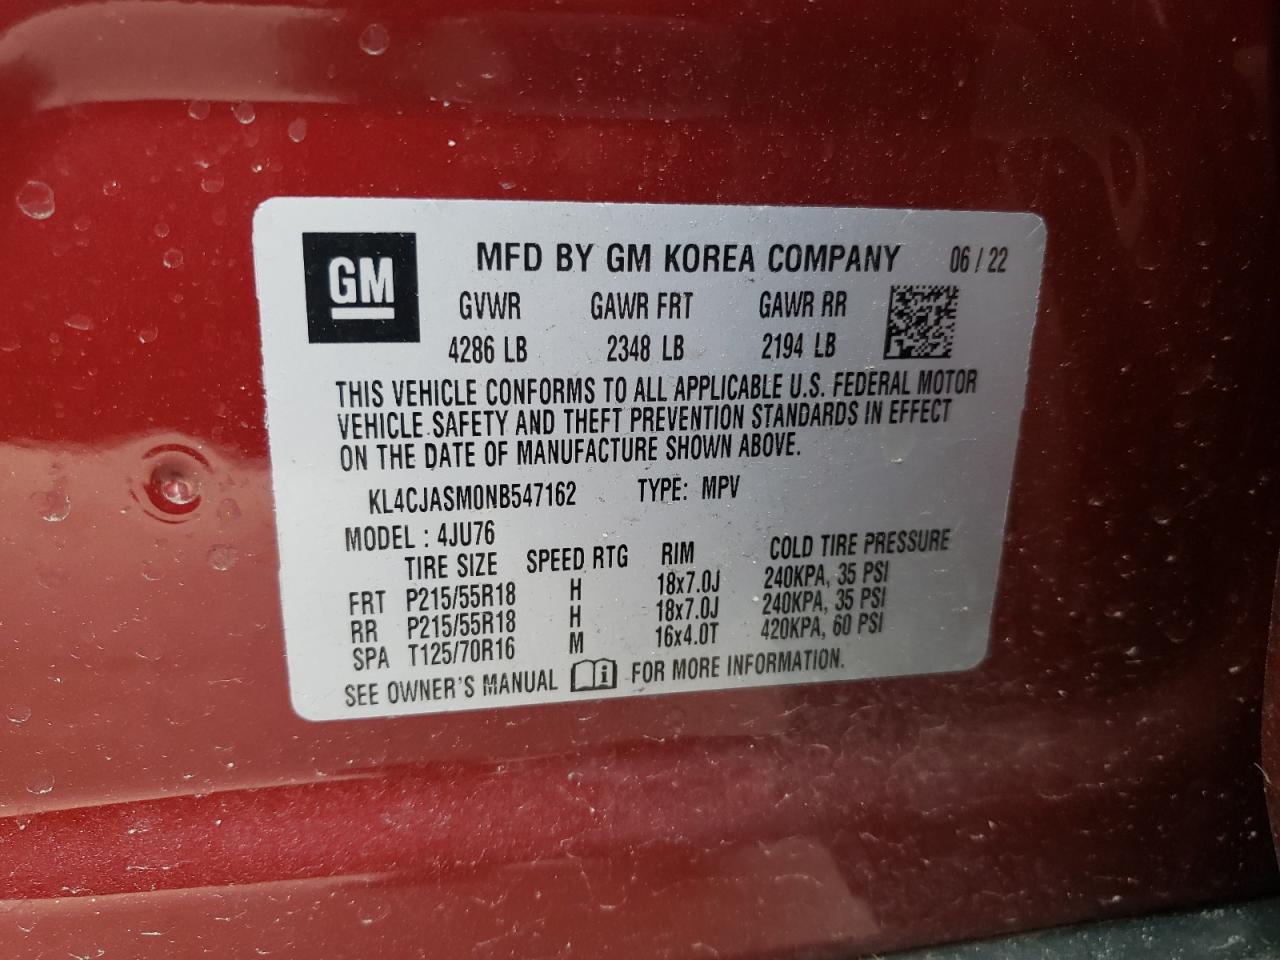 GM
MFD BY GM KOREA COMPANY 06 / 22
GVWR GAWR FRT GAWR RR
4286 LB 2348 LB 2194 LB
THIS VEHICLE CONFORMS TO ALL APPLICABLE U.S. FEDERAL MOTOR
VEHICLE SAFETY AND THEFT PREVENTION STANDARDS IN EFFECT
ON THE DATE OF MANUFACTURE SHOWN ABOVE.
KL4CJASM0NB547162 TYPE: MPV
MODEL : 4JU76
TIRE SIZE SPEED RTG RIM COLD TIRE PRESSURE
FRT P215/55R18 H 18x7.0J 240KPA, 35 PSI
RR P215/55R18 H 18x7.0J 240KPA, 35 PSI
SPA T125/70R16 M 16x4.0T 420KPA, 60 PSI
SEE OWNER'S MANUAL i FOR MORE INFORMATION.